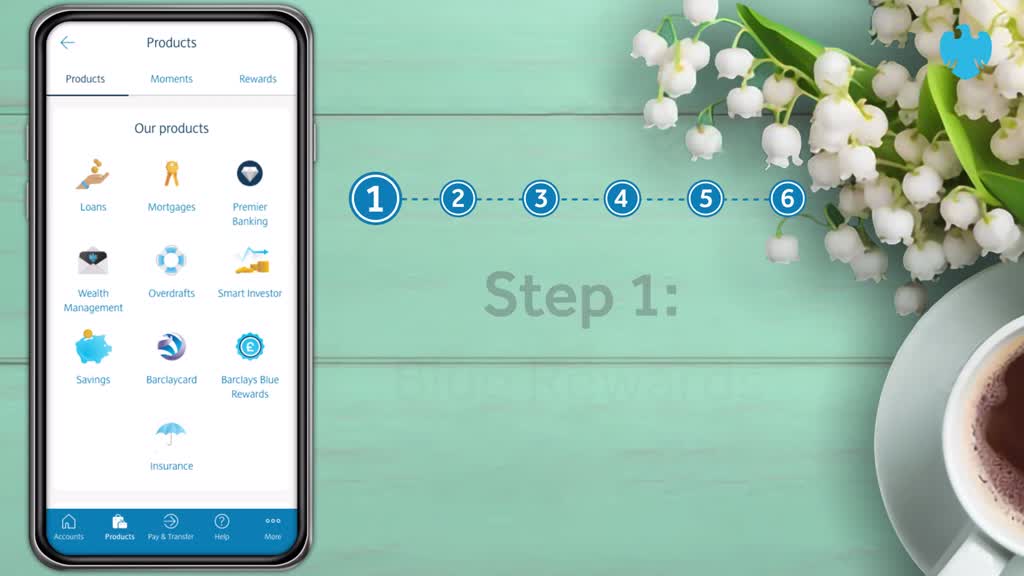 Products
Products Moments Rewards
Our products
Loans
Mortgages
Premier
Banking
Wealth
Management
Overdrafts
Smart Investor
Savings
Barclaycard
Barclays Blue
Rewards
Insurance
Accounts Products Pay & Transfer Help More
1 2 3 4 5 6
Step 1:
Blue Rewards